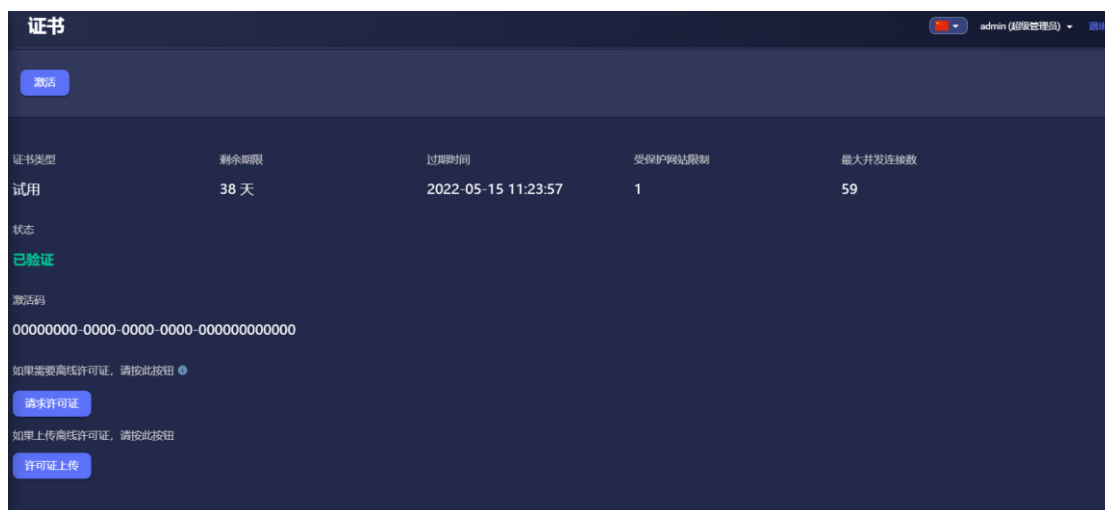 证书
admin (超级管理员)
激活
证书类型 剩余期限 过期时间 受保护网站限制 最大并发连接数
试用 38 天 2022-05-15 11:23:57 1 59
状态
已验证
激活码
00000000-0000-0000-0000-000000000000
如果需要离线许可证，请按此按钮
请求许可证
如果上传离线许可证，请按此按钮
许可证上传